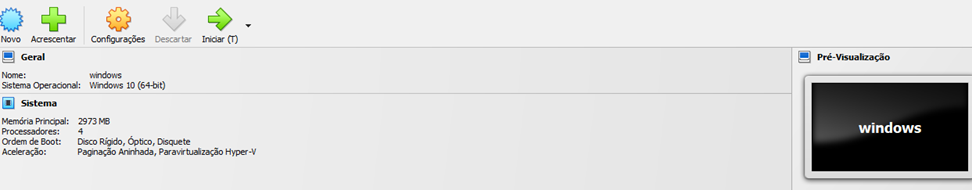 Novo Acrescentar Configurações Descartar Iniciar (T)
Geral
Nome: windows
Sistema Operacional: Windows 10 (64-bit)
Sistema
Memória Principal: 2973 MB
Processadores: 4
Ordem de Boot: Disco Rígido, Óptico, Disquete
Aceleração: Paginação Aninhada, Paravirtualização Hyper-V
Pré-Visualização
windows